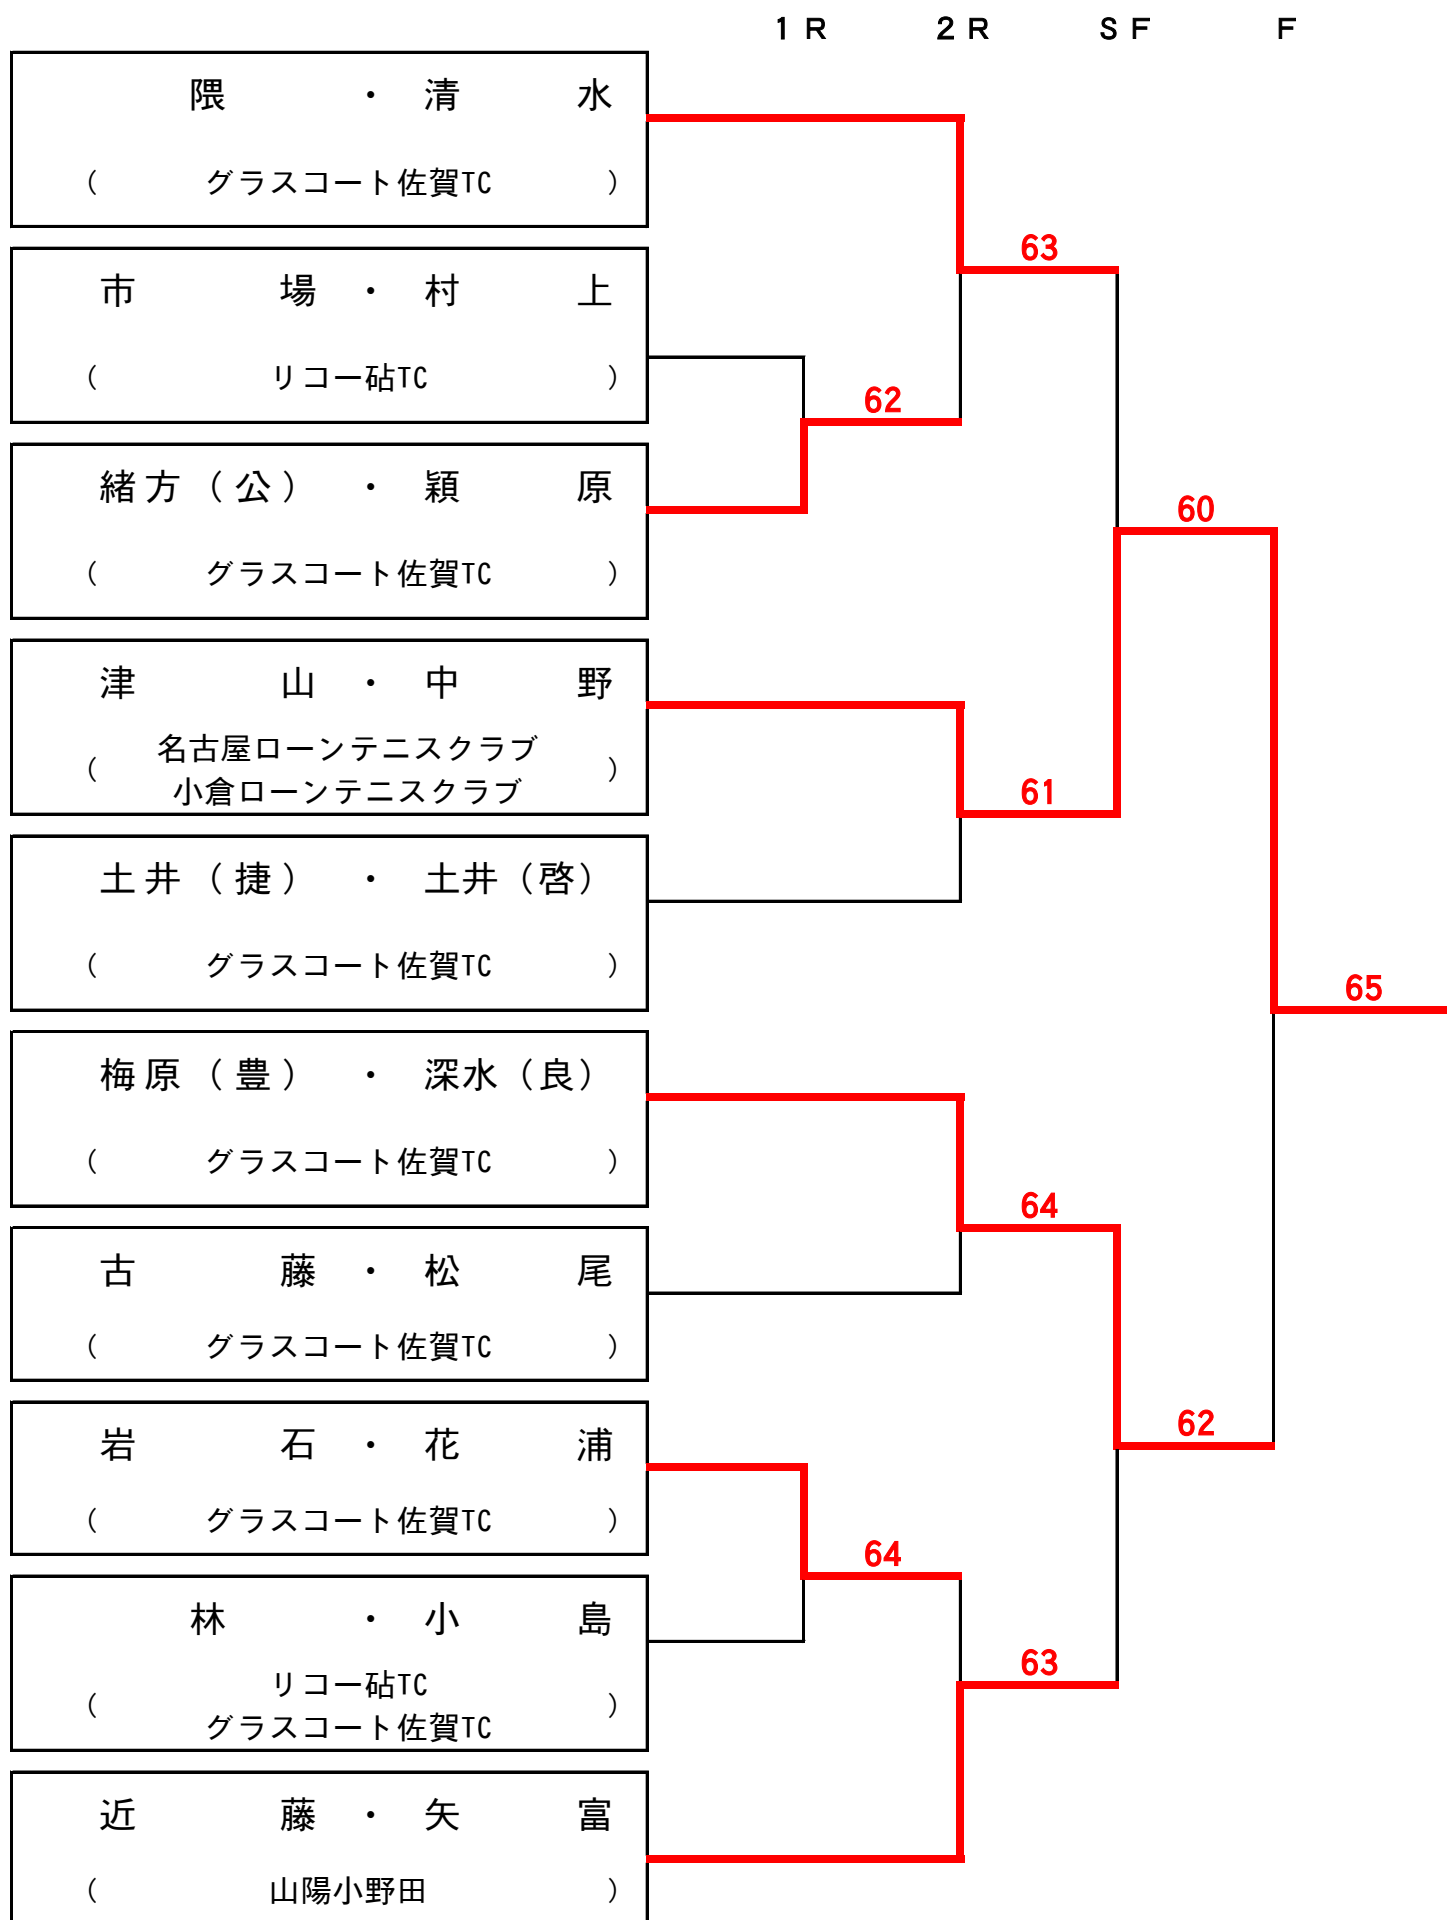 1R 2R SF F
隈 ・ 清 水
( グラスコート佐賀TC )
63
市 場 ・ 村 上
( リコー砧TC )
62
緒方(公) ・ 穎 原
( グラスコート佐賀TC )
60
津 山 ・ 中 野
名古屋ローンテニスクラブ
( )
小倉ローンテニスクラブ
61
土井(捷) ・ 土井(啓)
( グラスコート佐賀TC )
65
梅原(豊) ・ 深水(良)
( グラスコート佐賀TC )
64
古 藤 ・ 松 尾
( グラスコート佐賀TC )
62
岩 石 ・ 花 浦
( グラスコート佐賀TC )
64
林 ・ 小 島
リコー砧TC
( )
グラスコート佐賀TC
63
近 藤 ・ 矢 富
( 山陽小野田 )